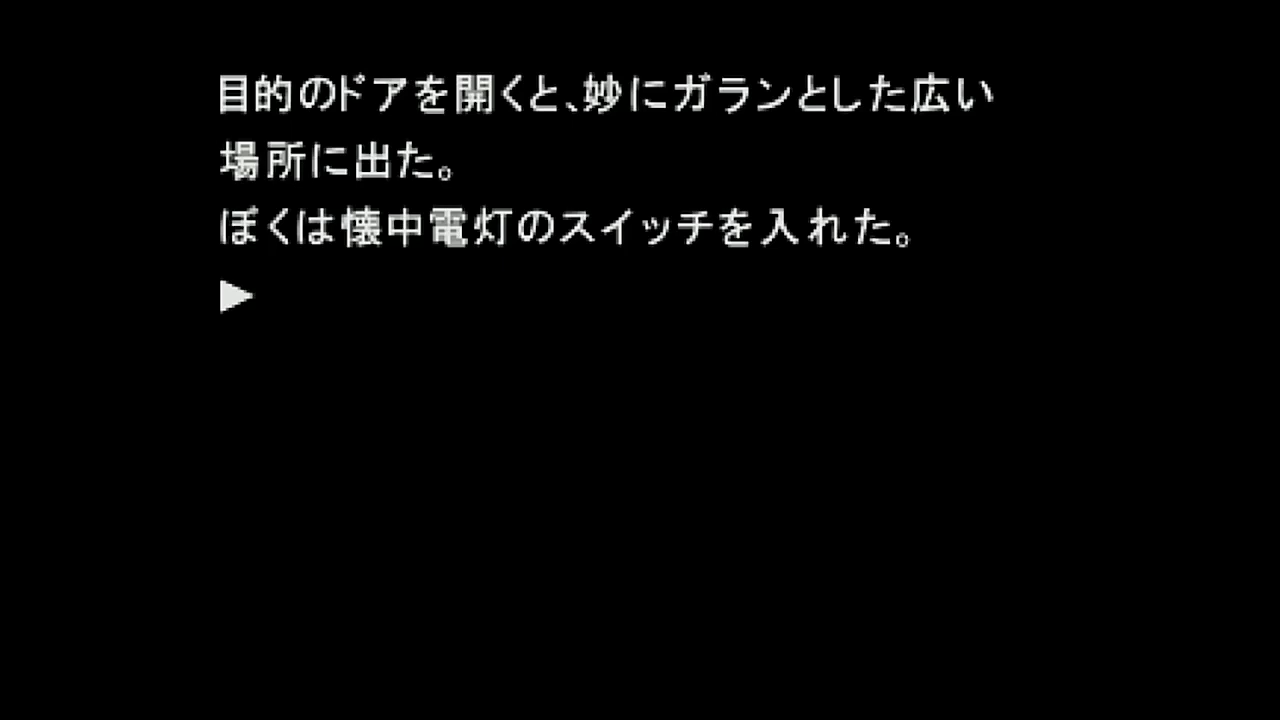 目的のドアを開くと、妙にガランとした広い
場所に出た。
ぼくは懐中電灯のスイッチを入れた。
▶